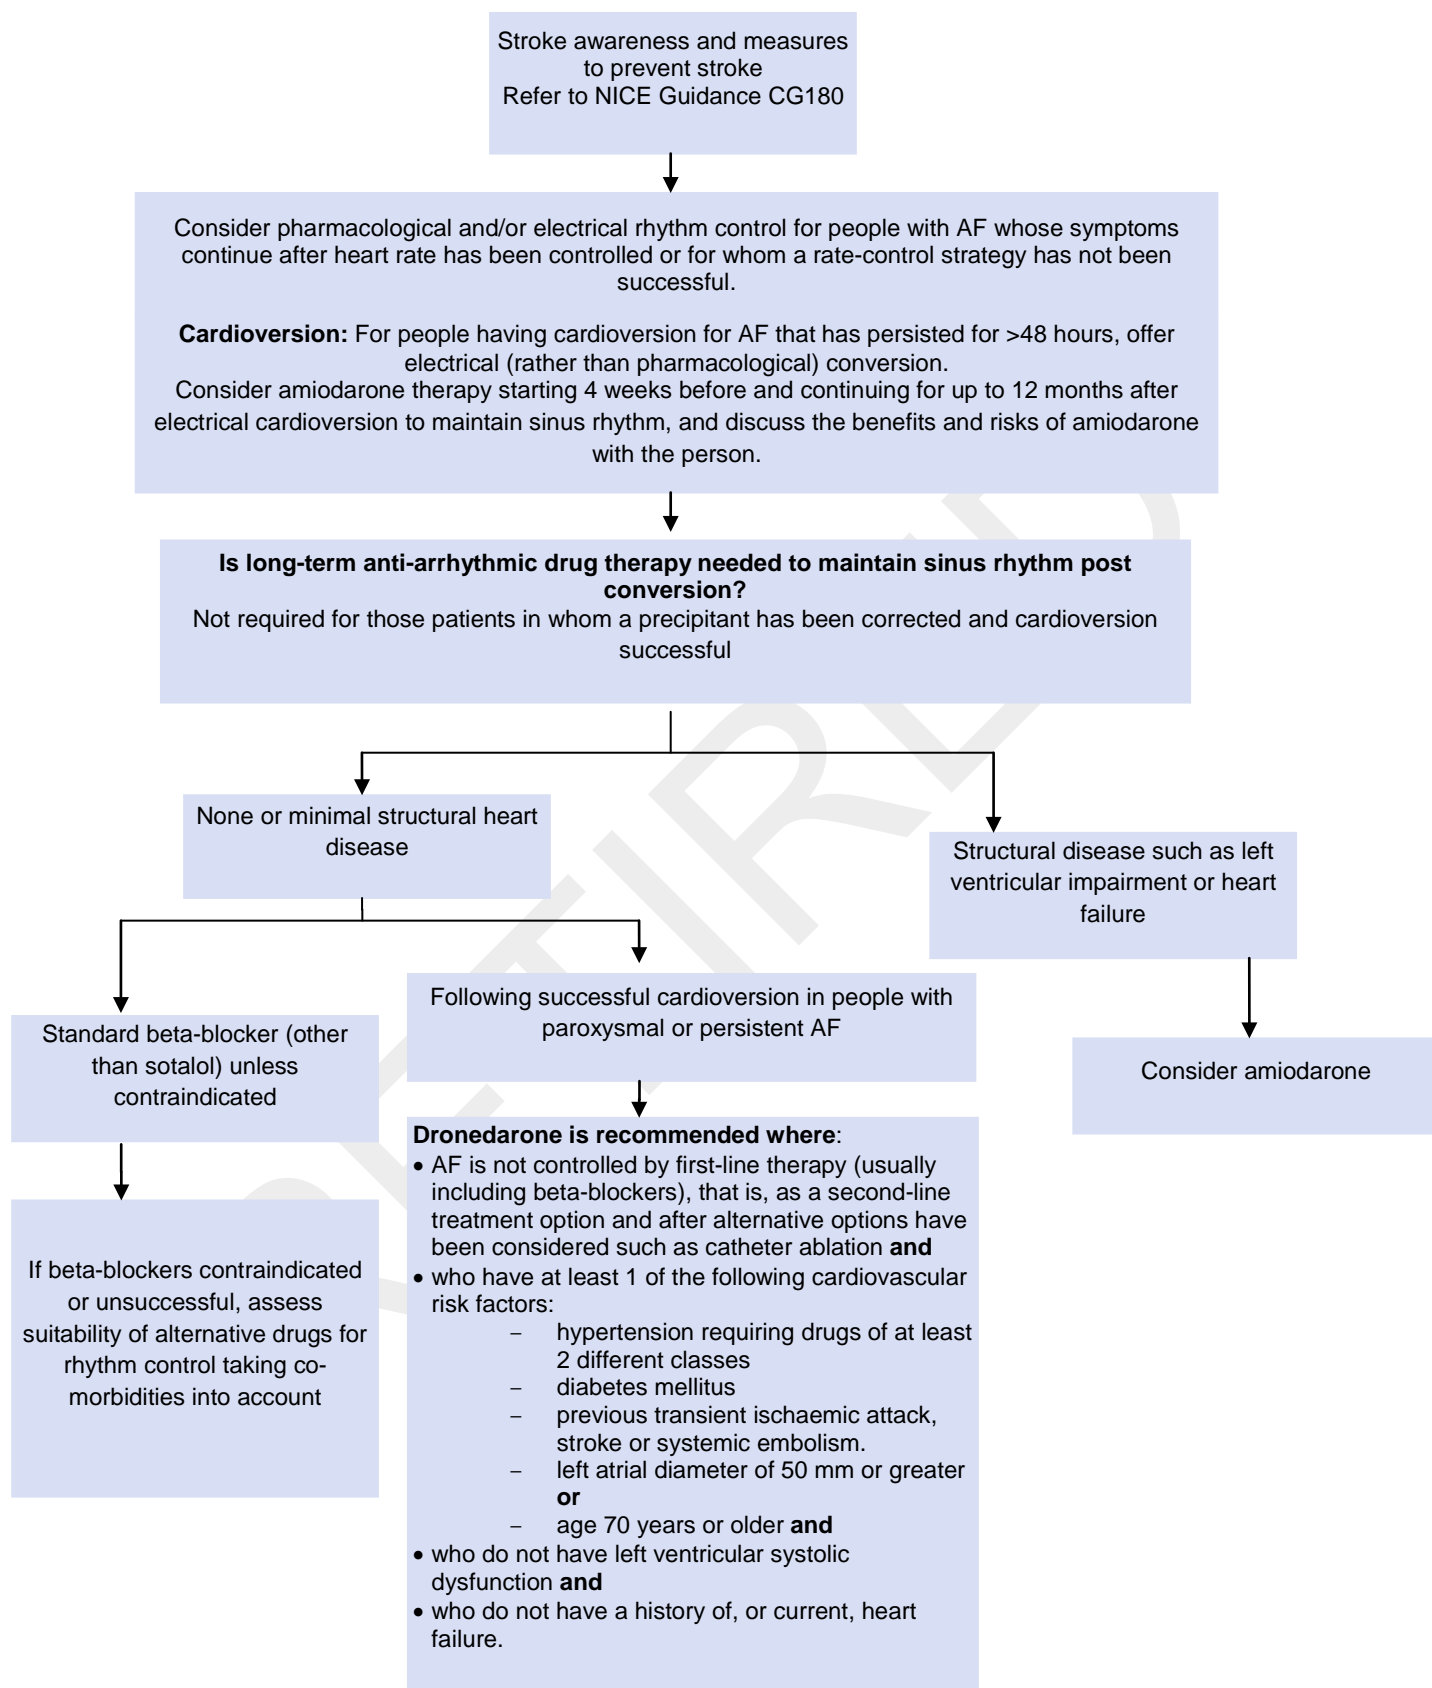 Stroke awareness and measures
to prevent stroke
Refer to NICE Guidance CG180
Consider pharmacological and/or electrical rhythm control for people with AF whose symptoms
continue after heart rate has been controlled or for whom a rate-control strategy has not been
successful.
Cardioversion: For people having cardioversion for AF that has persisted for >48 hours, offer
electrical (rather than pharmacological) conversion.
Consider amiodarone therapy starting 4 weeks before and continuing for up to 12 months after
electrical cardioversion to maintain sinus rhythm, and discuss the benefits and risks of amiodarone
with the person.
Is long-term anti-arrhythmic drug therapy needed to maintain sinus rhythm post
conversion?
Not required for those patients in whom a precipitant has been corrected and cardioversion
successful
None or minimal structural heart
disease
Structural disease such as left
ventricular impairment or heart
failure
Standard beta-blocker (other
than sotalol) unless
contraindicated
Following successful cardioversion in people with
paroxysmal or persistent AF
Consider amiodarone
If beta-blockers contraindicated
or unsuccessful, assess
suitability of alternative drugs for
rhythm control taking co-
morbidities into account
Dronedarone is recommended where:
• AF is not controlled by first-line therapy (usually
including beta-blockers), that is, as a second-line
treatment option and after alternative options have
been considered such as catheter ablation and
• who have at least 1 of the following cardiovascular
risk factors:
– hypertension requiring drugs of at least
2 different classes
– diabetes mellitus
– previous transient ischaemic attack,
stroke or systemic embolism.
– left atrial diameter of 50 mm or greater
or
– age 70 years or older and
• who do not have left ventricular systolic
dysfunction and
• who do not have a history of, or current, heart
failure.
RETIRED